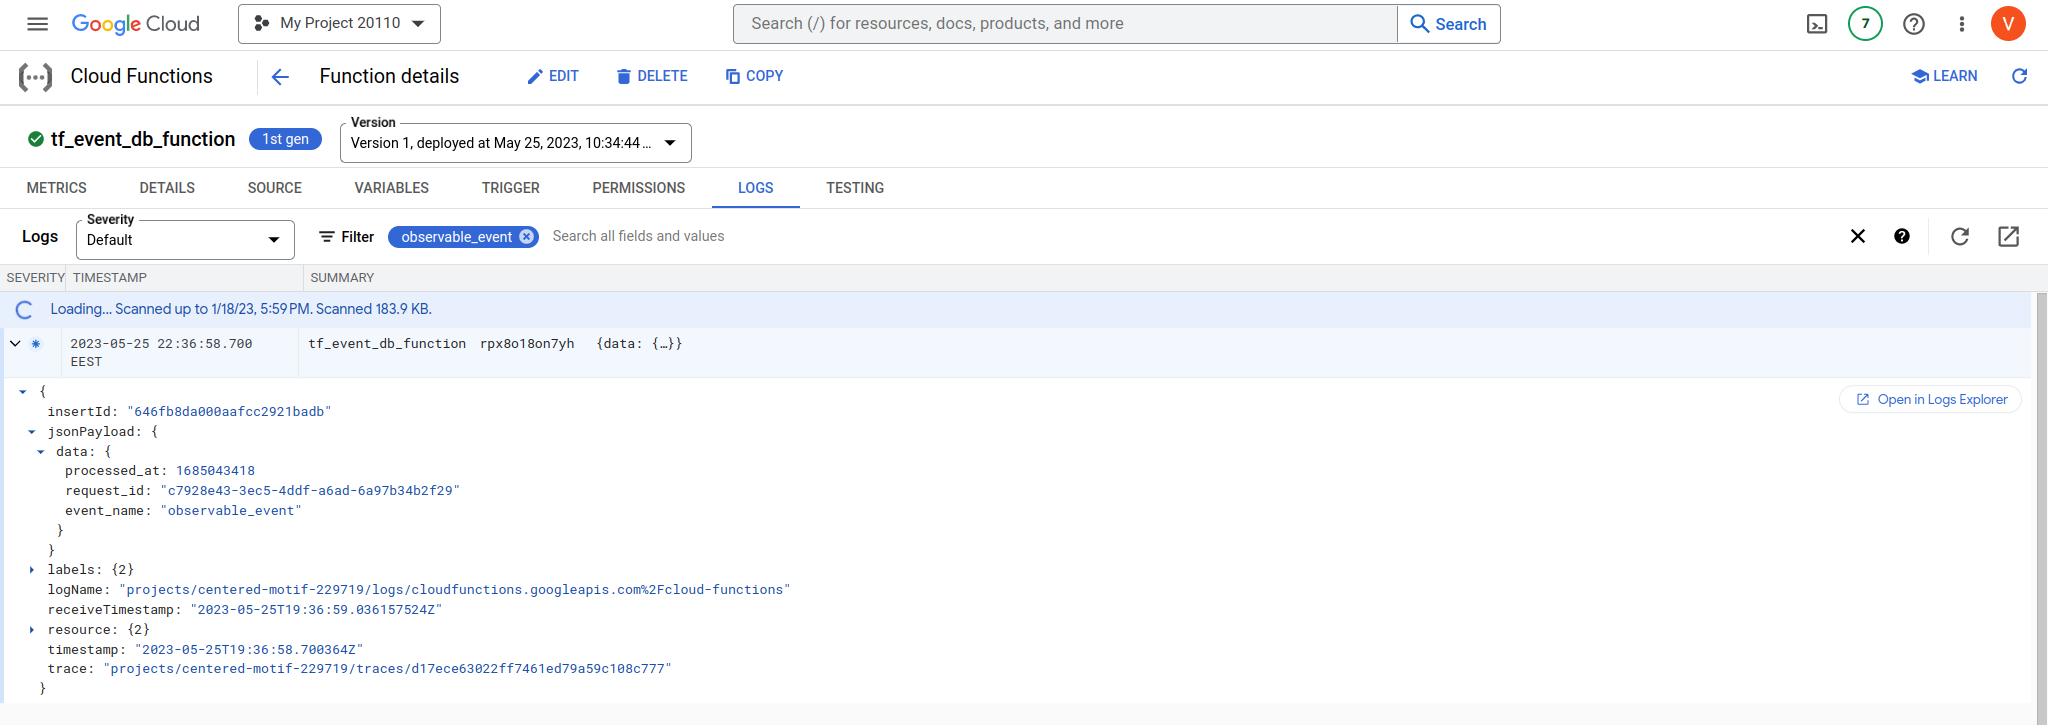 Google Cloud My Project 20110 Search (/) for resources, docs, products, and more Search 7 V
Cloud Functions Function details EDIT DELETE COPY LEARN
tf_event_db_function 1st gen Version Version 1, deployed at May 25, 2023, 10:34:44 …
METRICS DETAILS SOURCE VARIABLES TRIGGER PERMISSIONS LOGS TESTING
Logs Severity Default Filter observable_event Search all fields and values
SEVERITY TIMESTAMP SUMMARY
Loading... Scanned up to 1/18/23, 5:59 PM. Scanned 183.9 KB.
2023-05-25 22:36:58.700 tf_event_db_function rpx8o18on7yh {data: {…}}
EEST
{
Open in Logs Explorer
insertId: "646fb8da000aafcc2921badb"
jsonPayload: {
data: {
processed_at: 1685043418
request_id: "c7928e43-3ec5-4ddf-a6ad-6a97b34b2f29"
event_name: "observable_event"
}
}
labels: {2}
logName: "projects/centered-motif-229719/logs/cloudfunctions.googleapis.com%2Fcloud-functions"
receiveTimestamp: "2023-05-25T19:36:59.036157524Z"
resource: {2}
timestamp: "2023-05-25T19:36:58.700364Z"
trace: "projects/centered-motif-229719/traces/d17ece63022ff7461ed79a59c108c777"
}